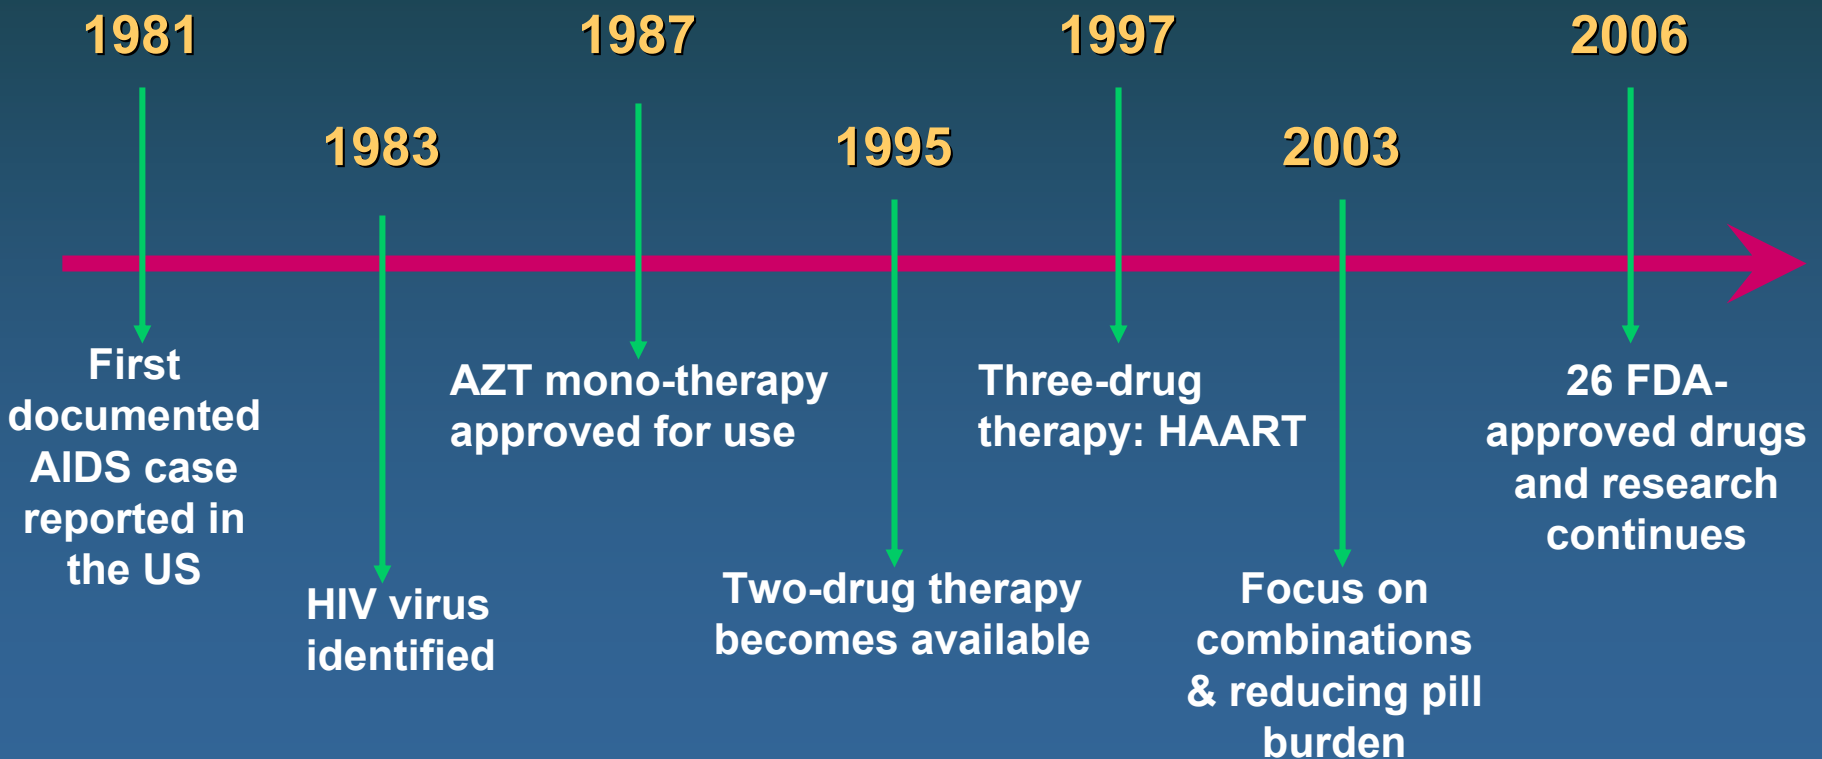 1981
First
documented
AIDS case
reported in
the US
1983
HIV virus
identified
1987
AZT mono-therapy
approved for use
1995
Two-drug therapy
becomes available
1997
Three-drug
therapy: HAART
2003
Focus on
combinations
& reducing pill
burden
2006
26 FDA-
approved drugs
and research
continues